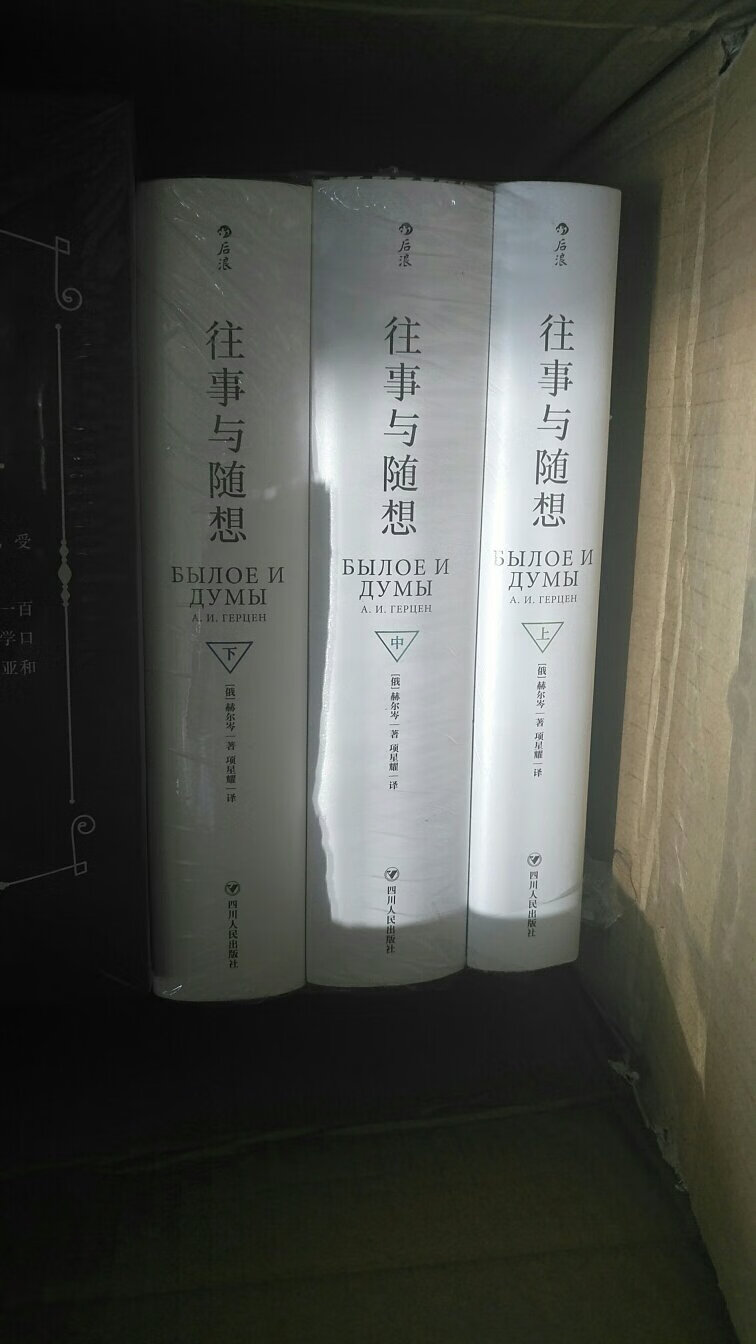 后浪
往事与随想
БЫЛОЕ И
ДУМЫ
А. И. ГЕРЦЕН
下
[俄]赫尔岑|著 项星耀|译
四川人民出版社
后浪
往事与随想
БЫЛОЕ И
ДУМЫ
А. И. ГЕРЦЕН
中
[俄]赫尔岑|著 项星耀|译
四川人民出版社
后浪
往事与随想
БЫЛОЕ И
ДУМЫ
А. И. ГЕРЦЕН
上
[俄]赫尔岑|著 项星耀|译
四川人民出版社
，受
一百
学口
亚和